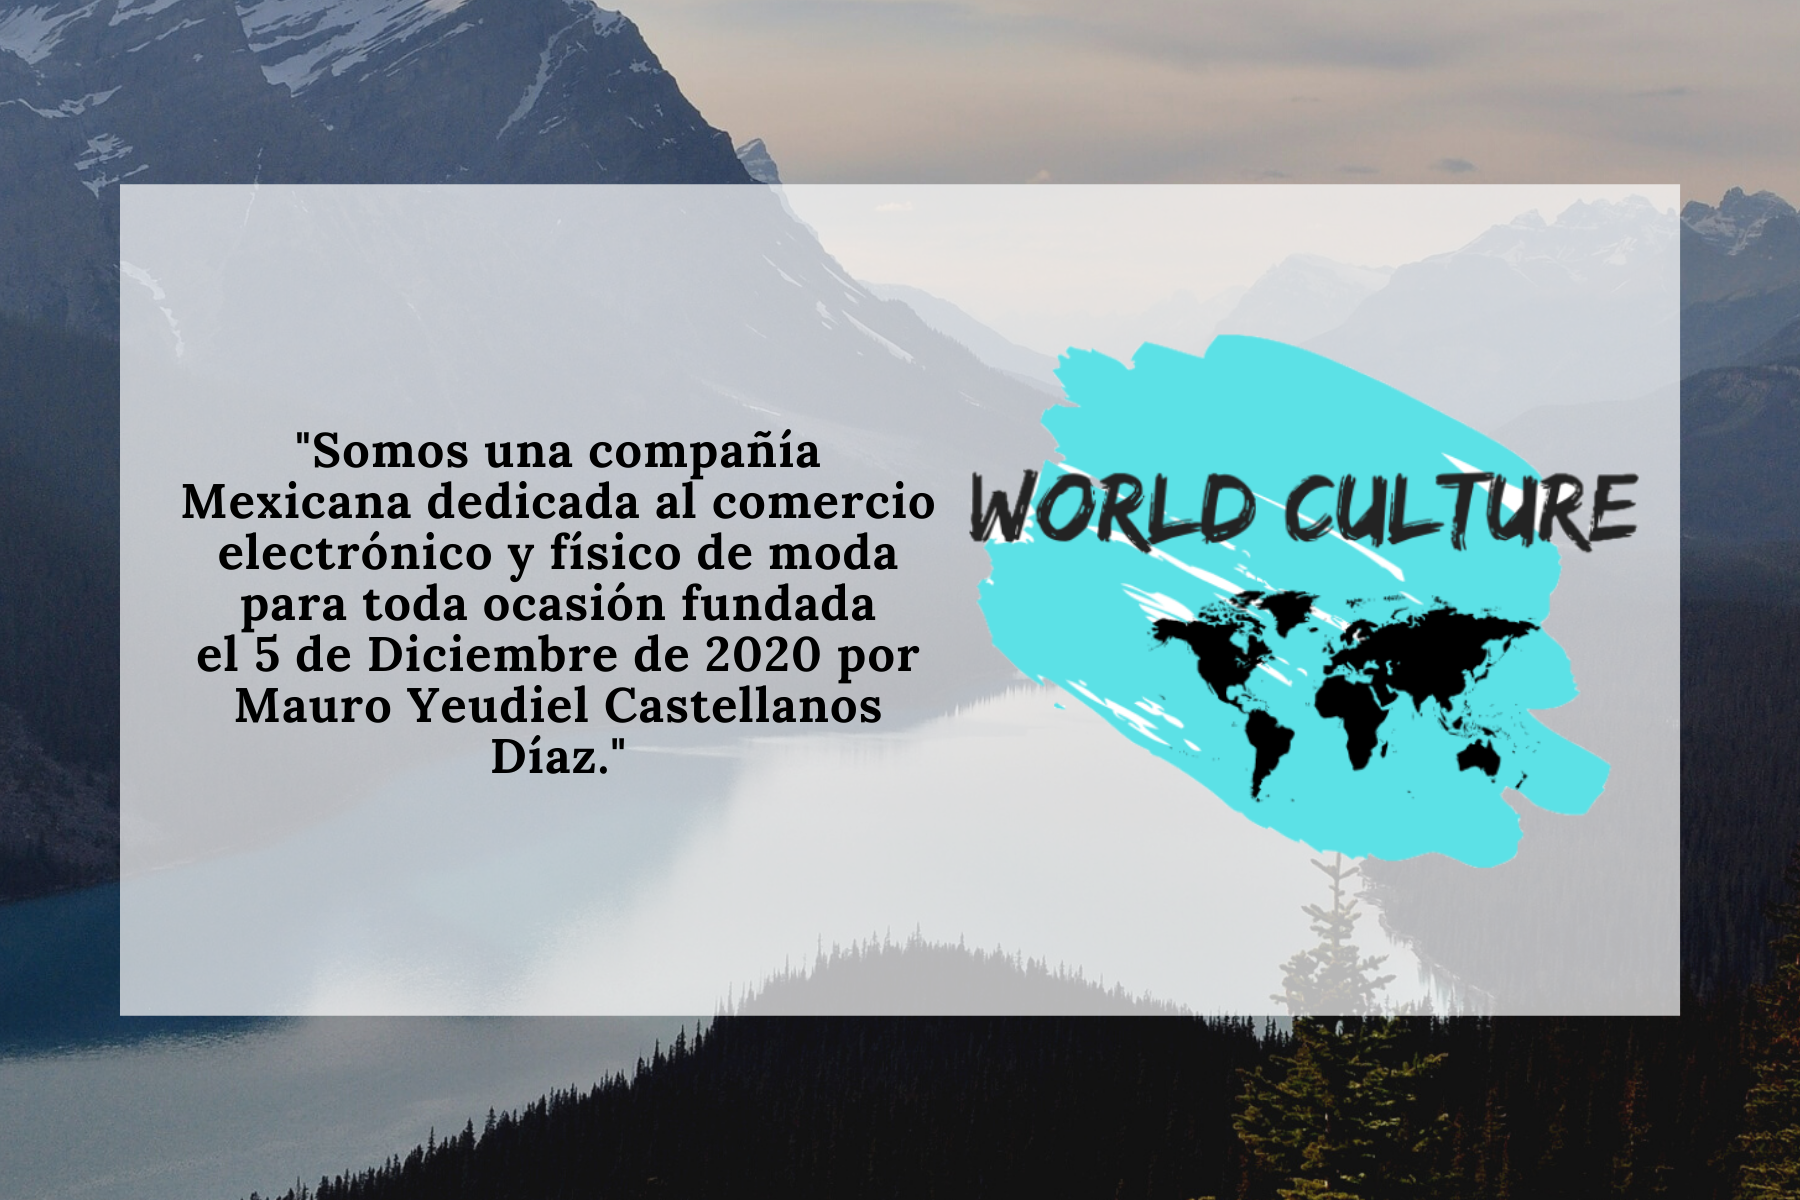 "Somos una compañía
Mexicana dedicada al comercio
electrónico y físico de moda
para toda ocasión fundada
el 5 de Diciembre de 2020 por
Mauro Yeudiel Castellanos
Díaz."
WORLD CULTURE